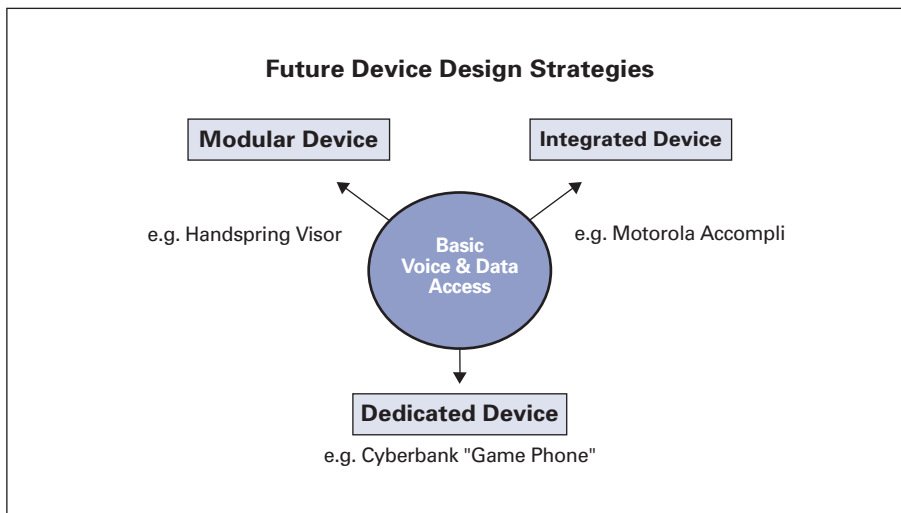 Future Device Design Strategies
Modular Device
Integrated Device
e.g. Handspring Visor
e.g. Motorola Accompli
Basic
Voice & Data
Access
Dedicated Device
e.g. Cyberbank "Game Phone"